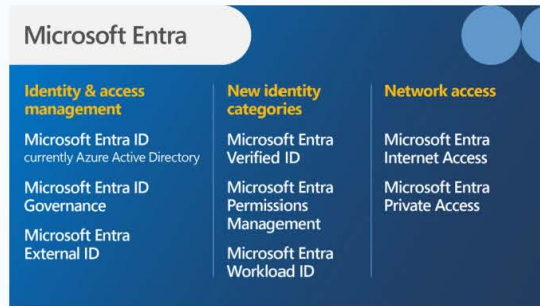 Microsoft Entra
Identity & access
management
Microsoft Entra ID
currently Azure Active Directory
Microsoft Entra ID
Governance
Microsoft Entra
External ID
New identity
categories
Microsoft Entra
Verified ID
Microsoft Entra
Permissions
Management
Microsoft Entra
Workload ID
Network access
Microsoft Entra
Internet Access
Microsoft Entra
Private Access